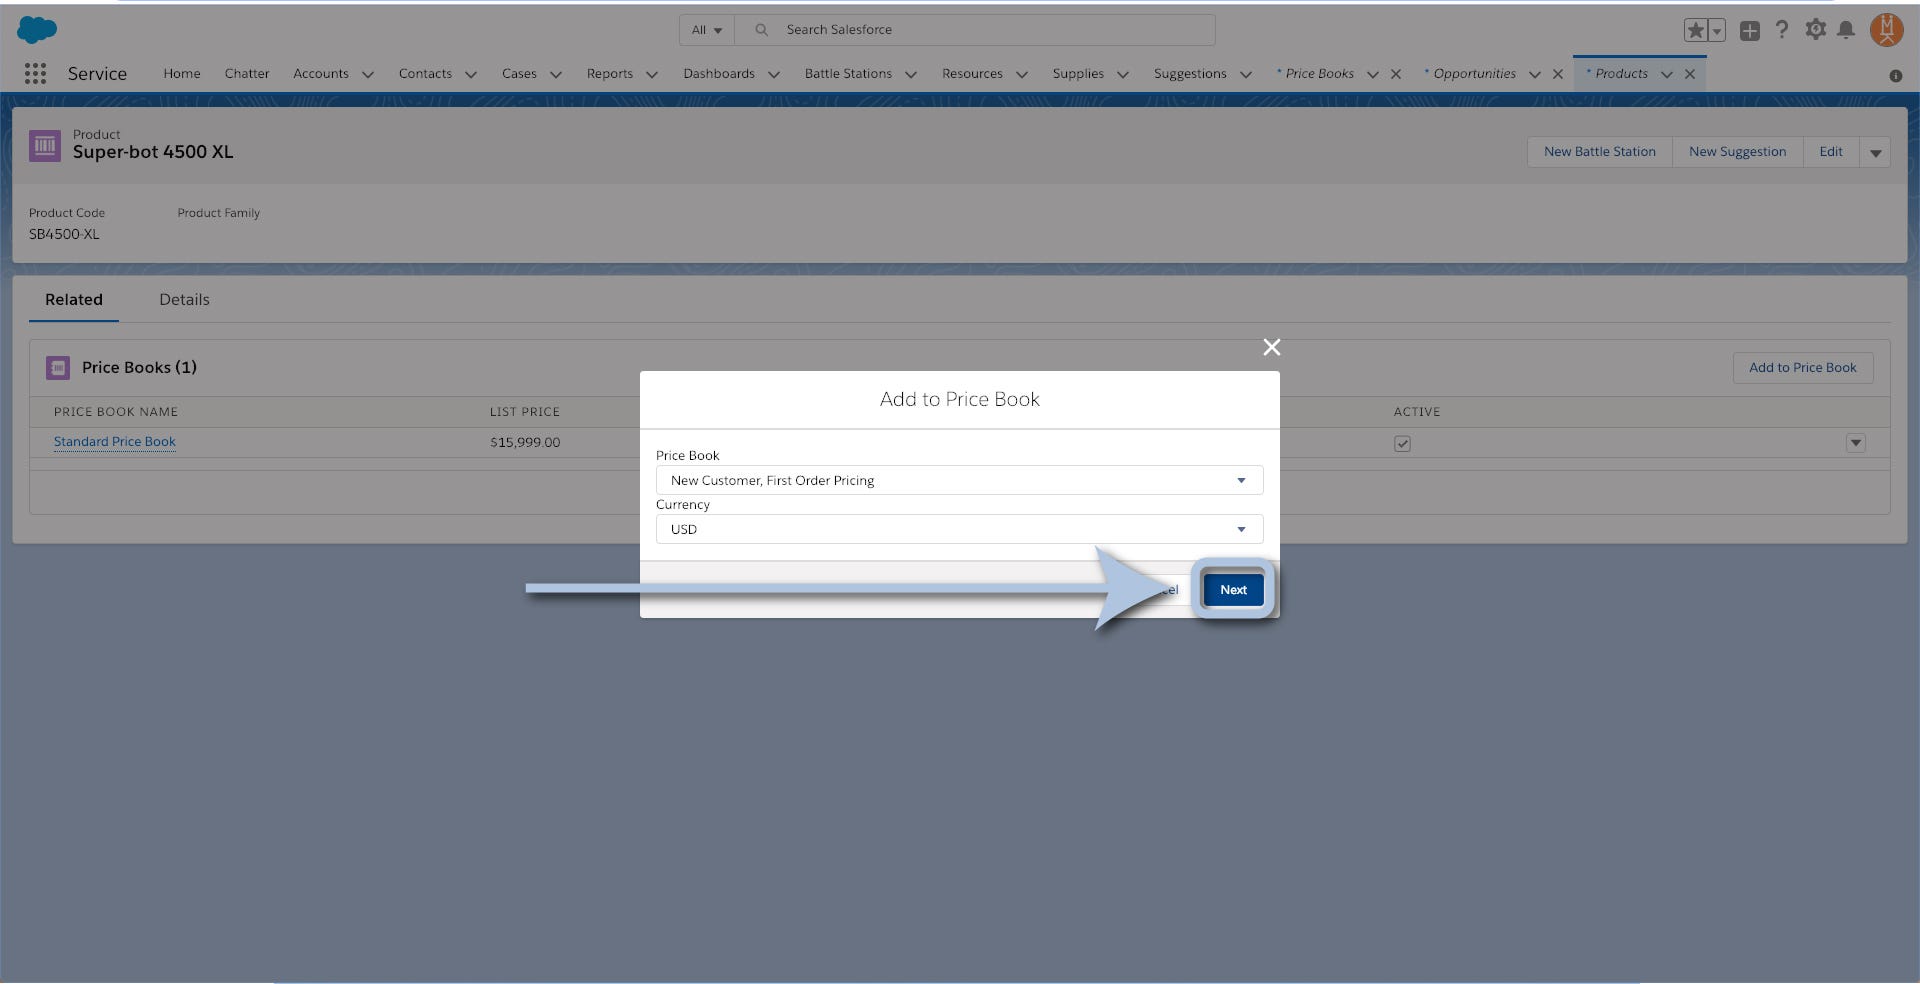 All
Search Salesforce
Service
Home
Chatter
Accounts
Contacts
Cases
Reports
Dashboards
Battle Stations
Resources
Supplies
Suggestions
* Price Books
* Opportunities
* Products
Product
Super-bot 4500 XL
New Battle Station
New Suggestion
Edit
Product Code
Product Family
SB4500-XL
Related
Details
Price Books (1)
Add to Price Book
PRICE BOOK NAME
LIST PRICE
ACTIVE
Standard Price Book
$15,999.00
Add to Price Book
Price Book
New Customer, First Order Pricing
Currency
USD
Next